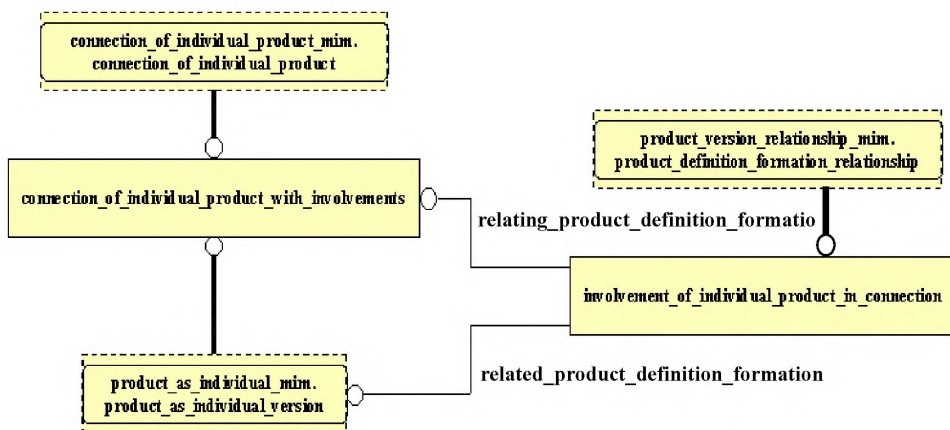 connection_of_individual_product_mim.
connection_of_individual_product
product_version_relationship_mim.
product_definition_formation_relationship
connection_of_individual_product_with_involvements
relating_product_definition_formatio
involvement_of_individual_product_in_connection
related_product_definition_formation
product_as_individual_mim.
product_as_individual_version